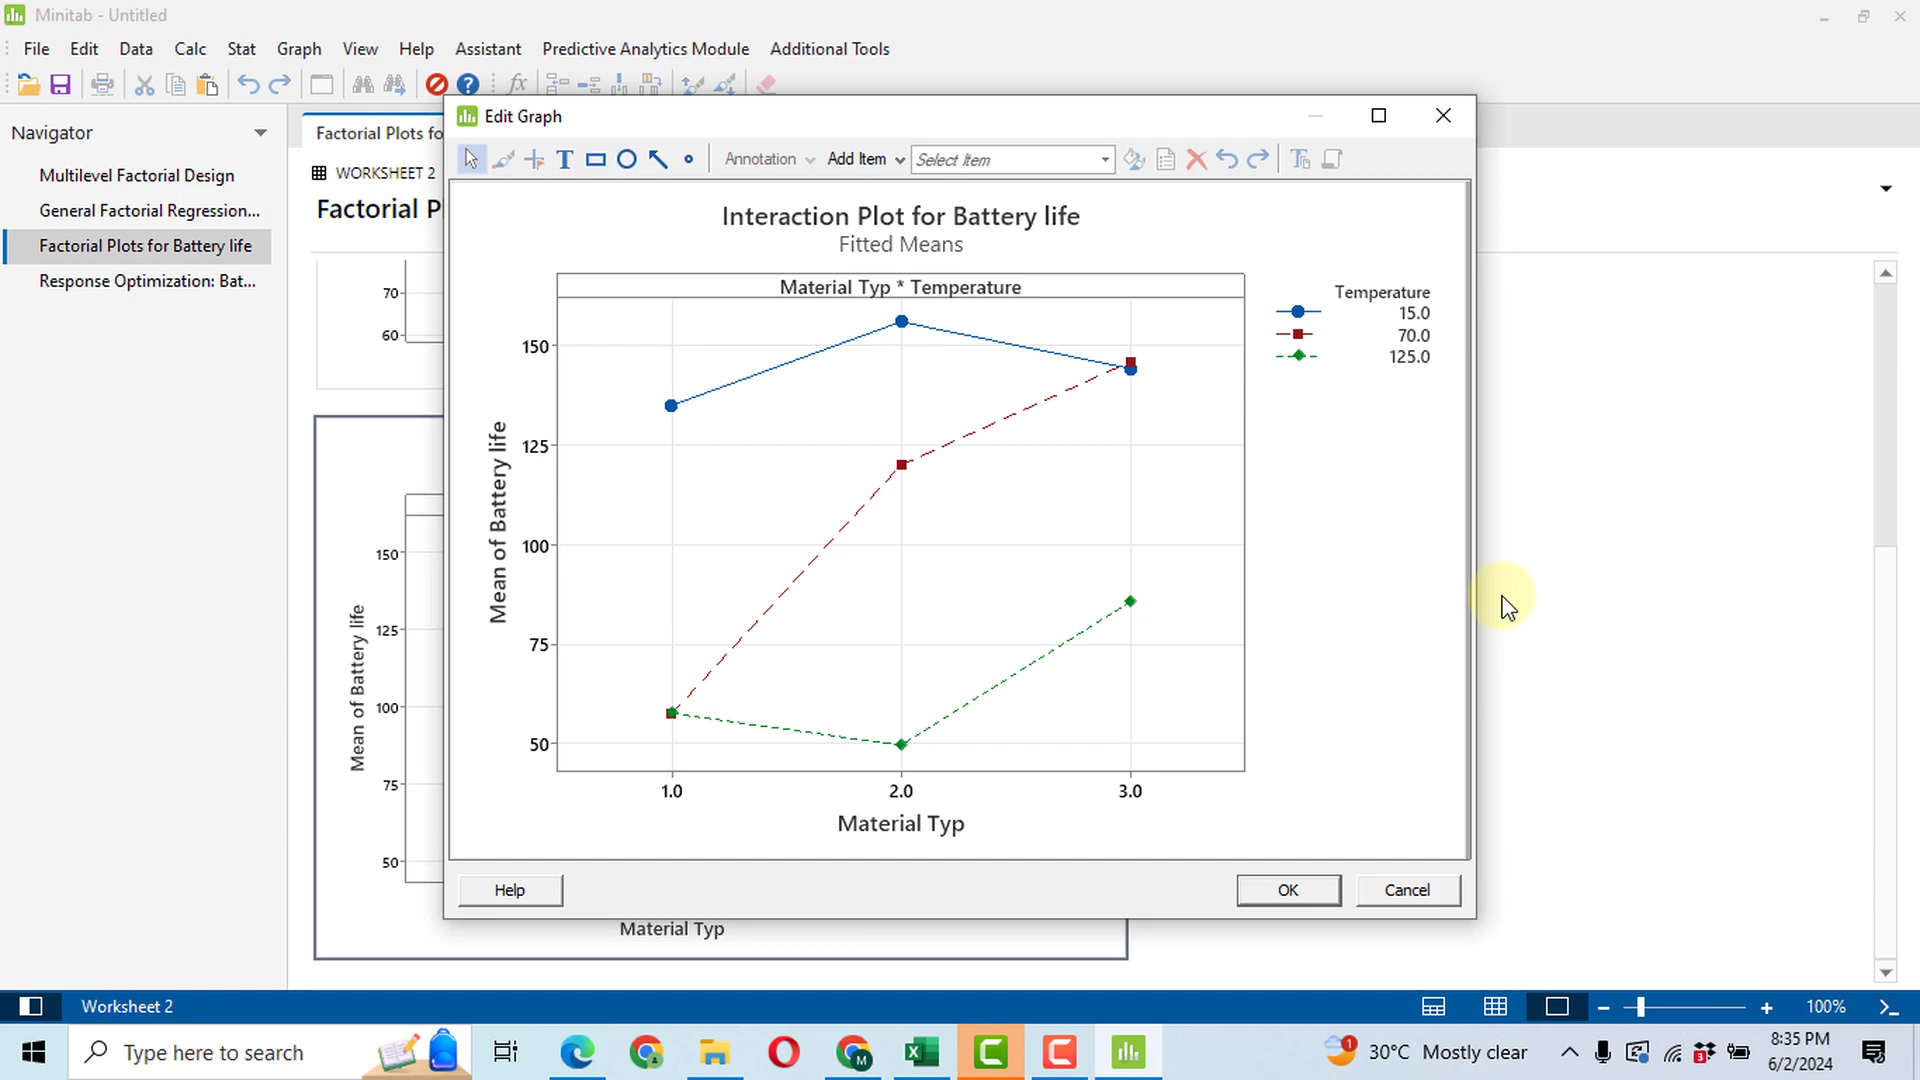 Minitab - Untitled
File Edit Data Calc Stat Graph View Help Assistant Predictive Analytics Module Additional Tools
Navigator
Multilevel Factorial Design
General Factorial Regression...
Factorial Plots for Battery life
Response Optimization: Bat...
Factorial Plots fo
WORKSHEET 2
Factorial P
70
60
150
125
100
75
50
Mean of Battery life
Material Typ
Edit Graph
T
Annotation
Add Item
Select Item
Interaction Plot for Battery life
Fitted Means
Material Typ * Temperature
Temperature
15.0
70.0
125.0
150
125
100
75
50
Mean of Battery life
1.0 2.0 3.0
Material Typ
Help
OK
Cancel
Worksheet 2
100%
Type here to search
30°C Mostly clear
8:35 PM
6/2/2024